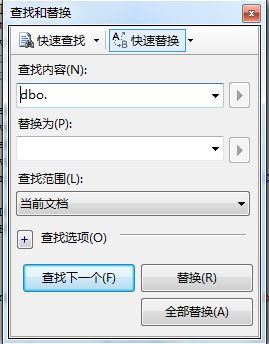 查找和替换
快速查找 快速替换
查找内容(N):
dbo.
替换为(P):
查找范围(L):
当前文档
查找选项(O)
查找下一个(F) 替换(R)
全部替换(A)